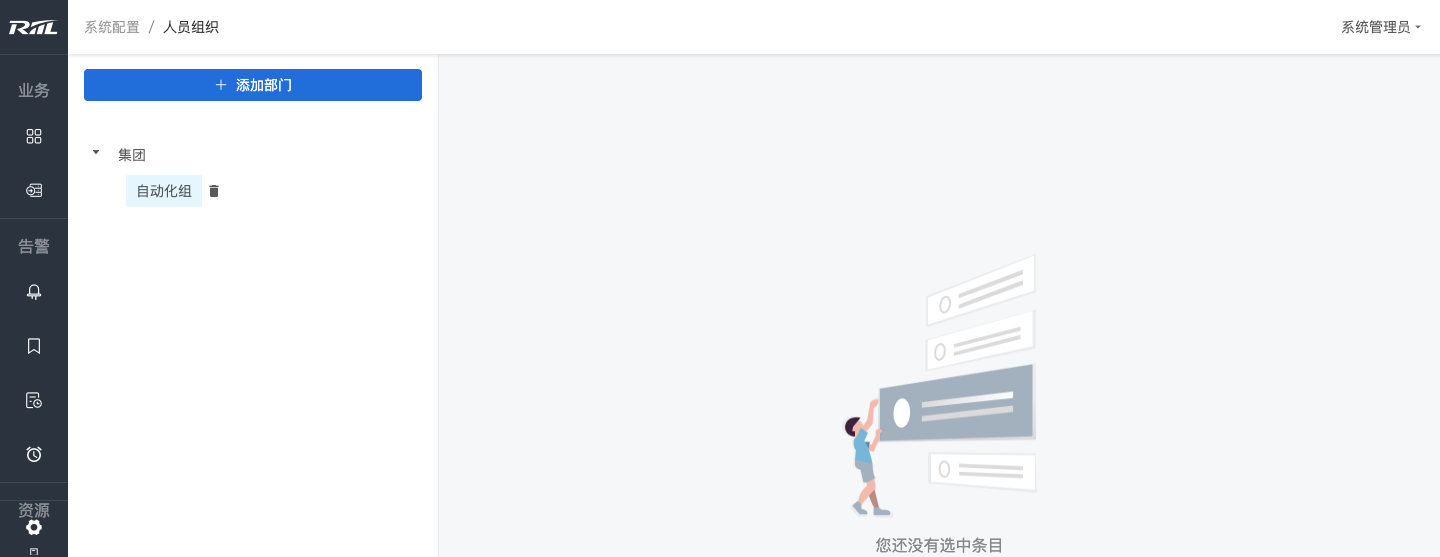 RIIL
系统配置 / 人员组织
系统管理员
业务
告警
资源
+ 添加部门
集团
自动化组
您还没有选中条目